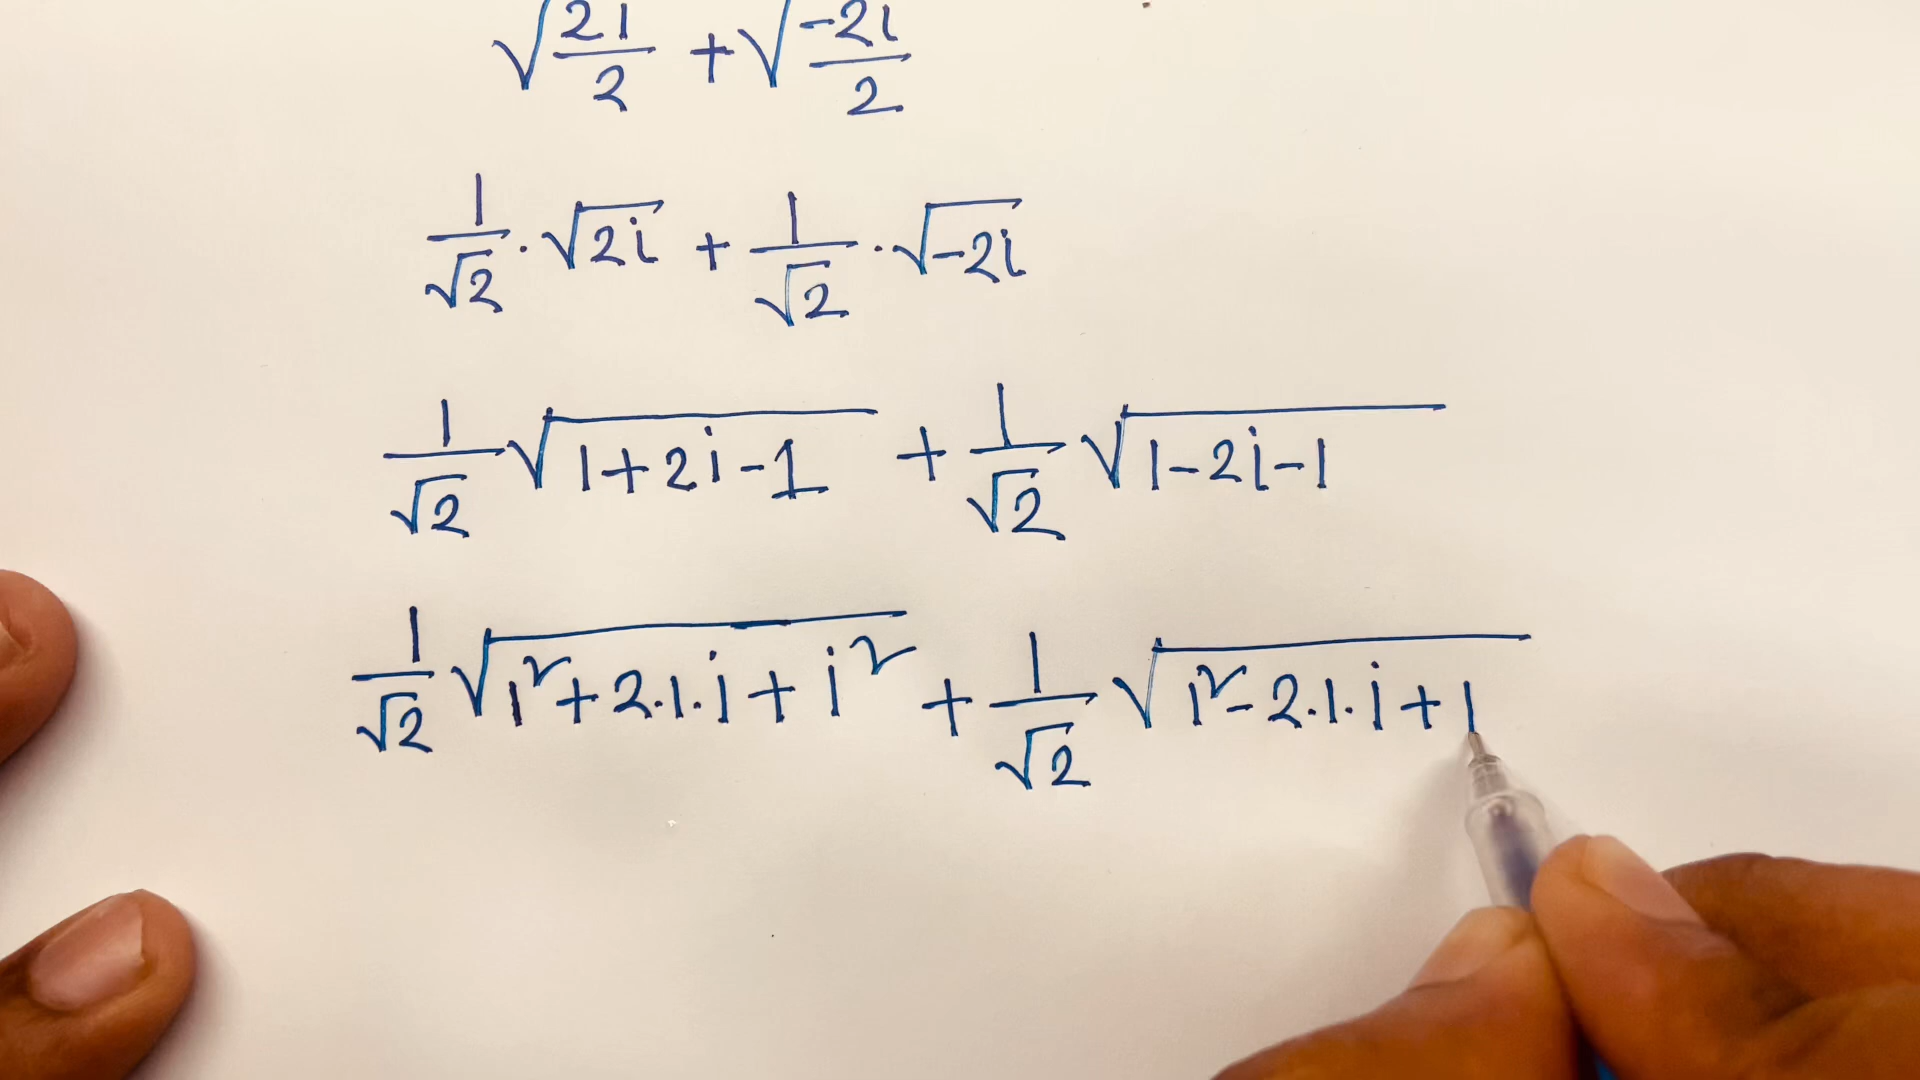 √(2i/2) + √(-2i/2)
1/√2 · √(2i) + 1/√2 · √(-2i)
1/√2 √(1+2i-1) + 1/√2 √(1-2i-1)
1/√2 √(1²+2.1.i+i²) + 1/√2 √(1²-2.1.i+i